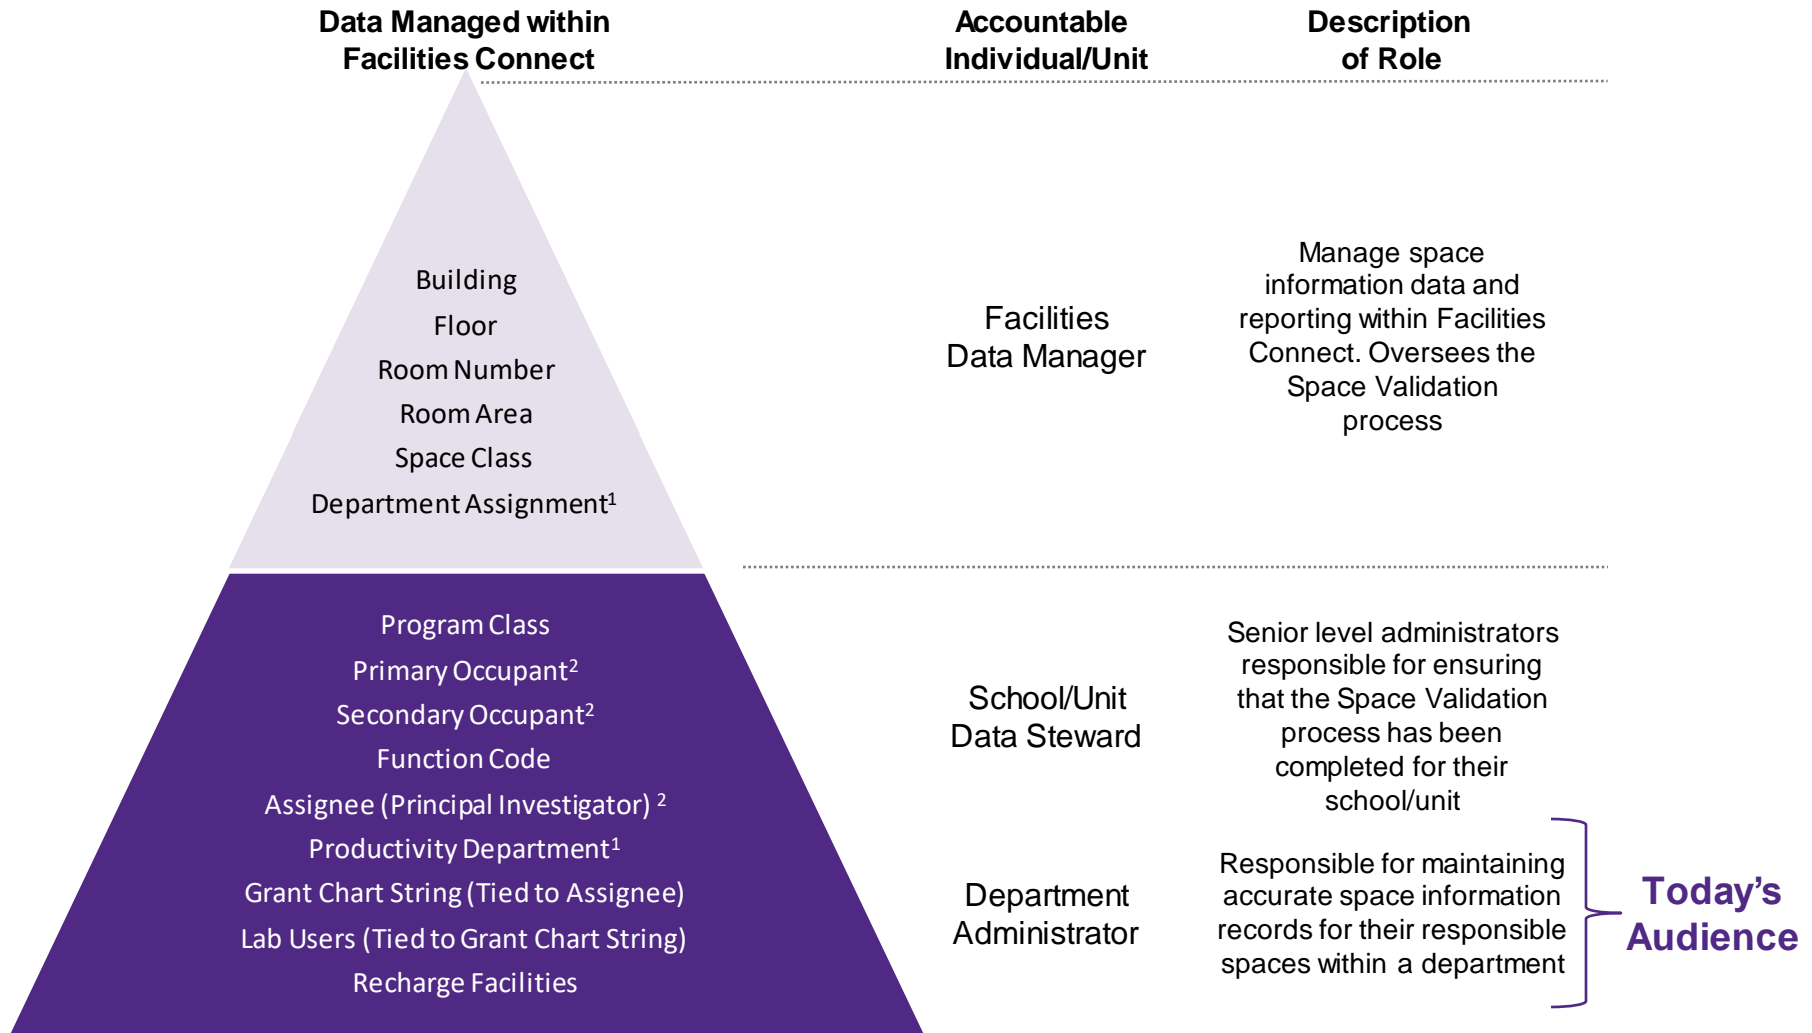 Data Managed within
Facilities Connect
Accountable
Individual/Unit
Description
of Role
Building
Floor
Room Number
Room Area
Space Class
Department Assignment¹
Facilities
Data Manager
Manage space
information data and
reporting within Facilities
Connect. Oversees the
Space Validation
process
Program Class
Primary Occupant²
Secondary Occupant²
Function Code
Assignee (Principal Investigator) ²
Productivity Department¹
Grant Chart String (Tied to Assignee)
Lab Users (Tied to Grant Chart String)
Recharge Facilities
School/Unit
Data Steward
Senior level administrators
responsible for ensuring
that the Space Validation
process has been
completed for their
school/unit
Department
Administrator
Responsible for maintaining
accurate space information
records for their responsible
spaces within a department
Today’s
Audience